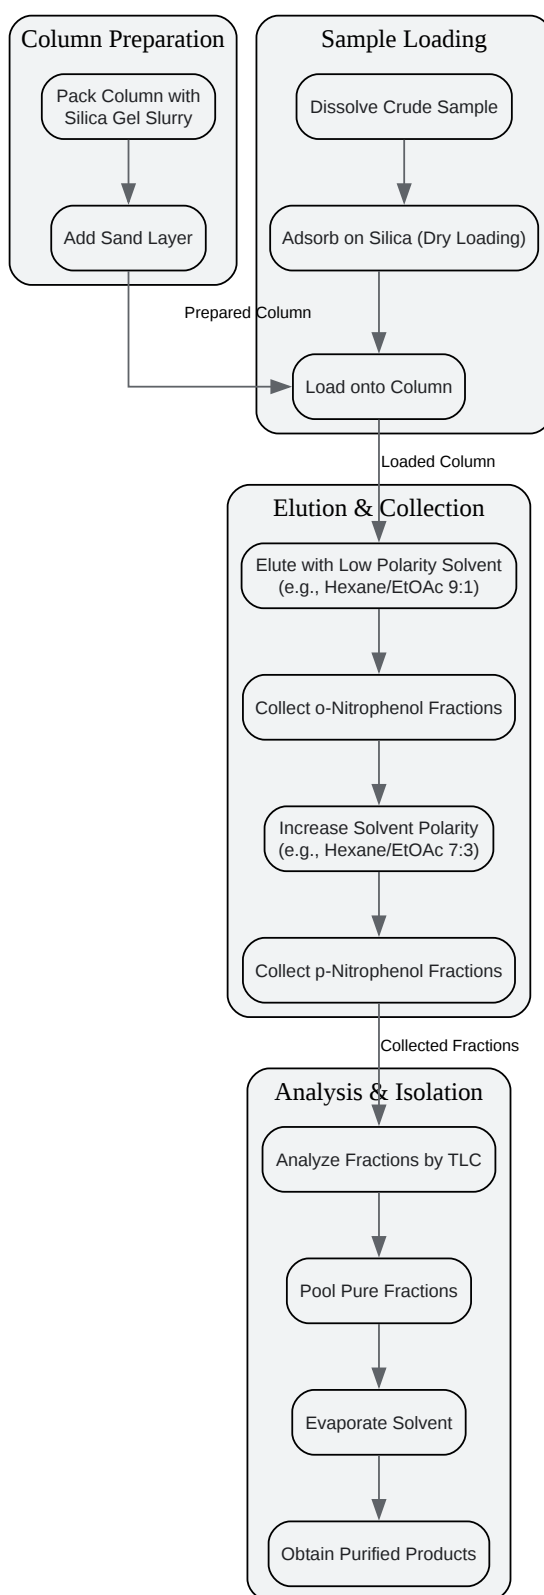 Column Preparation
Pack Column with
Silica Gel Slurry
Add Sand Layer
Sample Loading
Dissolve Crude Sample
Adsorb on Silica (Dry Loading)
Prepared Column
Load onto Column
Loaded Column
Elution & Collection
Elute with Low Polarity Solvent
(e.g., Hexane/EtOAc 9:1)
Collect o-Nitrophenol Fractions
Increase Solvent Polarity
(e.g., Hexane/EtOAc 7:3)
Collect p-Nitrophenol Fractions
Collected Fractions
Analysis & Isolation
Analyze Fractions by TLC
Pool Pure Fractions
Evaporate Solvent
Obtain Purified Products